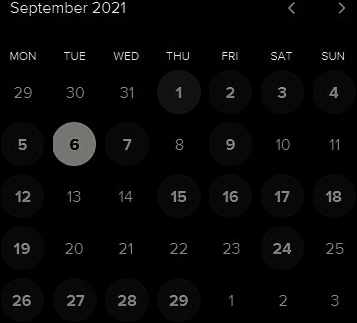 September 2021
MON TUE WED THU FRI SAT SUN
29 30 31 1 2 3 4
5 6 7 8 9 10 11
12 13 14 15 16 17 18
19 20 21 22 23 24 25
26 27 28 29 1 2 3